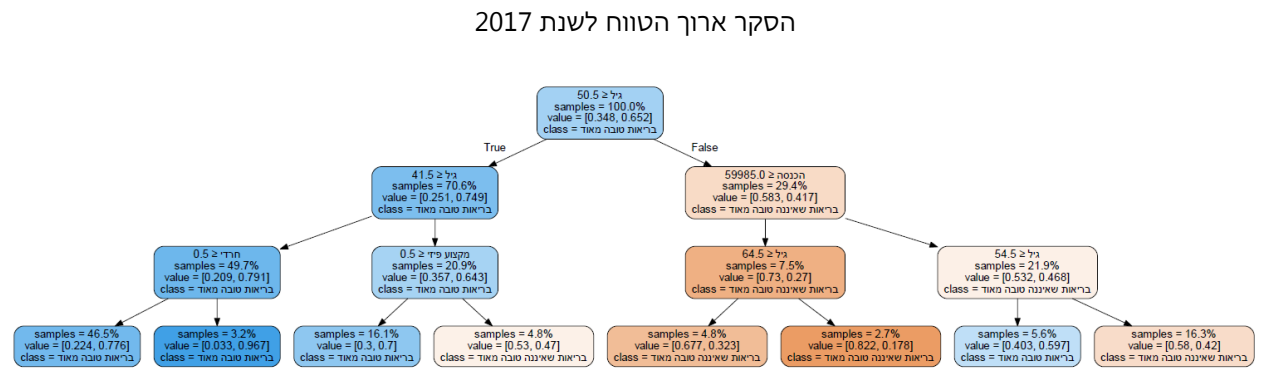 הסקר ארוך הטווח לשנת 2017
גיל ≤ 50.5
samples = 100.0%
value = [0.348, 0.652]
class = בריאות טובה מאוד
True
False
גיל ≤ 41.5
samples = 70.6%
value = [0.251, 0.749]
class = בריאות טובה מאוד
הכנסה ≤ 59985.0
samples = 29.4%
value = [0.583, 0.417]
class = בריאות שאיננה טובה מאוד
חרדי ≤ 0.5
samples = 49.7%
value = [0.209, 0.791]
class = בריאות טובה מאוד
מקצוע פיזי ≤ 0.5
samples = 20.9%
value = [0.357, 0.643]
class = בריאות טובה מאוד
גיל ≤ 64.5
samples = 7.5%
value = [0.73, 0.27]
class = בריאות שאיננה טובה מאוד
גיל ≤ 54.5
samples = 21.9%
value = [0.532, 0.468]
class = בריאות שאיננה טובה מאוד
samples = 46.5%
value = [0.224, 0.776]
class = בריאות טובה מאוד
samples = 3.2%
value = [0.033, 0.967]
class = בריאות טובה מאוד
samples = 16.1%
value = [0.3, 0.7]
class = בריאות טובה מאוד
samples = 4.8%
value = [0.53, 0.47]
class = בריאות שאיננה טובה מאוד
samples = 4.8%
value = [0.677, 0.323]
class = בריאות שאיננה טובה מאוד
samples = 2.7%
value = [0.822, 0.178]
class = בריאות שאיננה טובה מאוד
samples = 5.6%
value = [0.403, 0.597]
class = בריאות טובה מאוד
samples = 16.3%
value = [0.58, 0.42]
class = בריאות שאיננה טובה מאוד